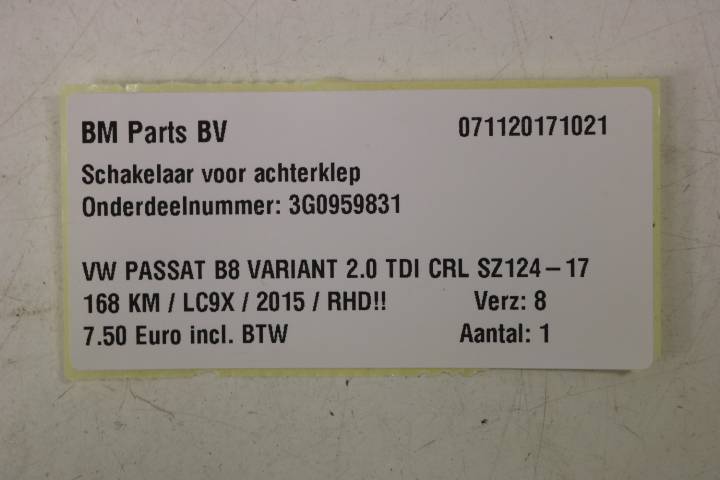 BM Parts BV 071120171021
Schakelaar voor achterklep
Onderdeelnummer: 3G0959831
VW PASSAT B8 VARIANT 2.0 TDI CRL SZ124-17
168 KM / LC9X / 2015 / RHD!! Verz: 8
7.50 Euro incl. BTW Aantal: 1